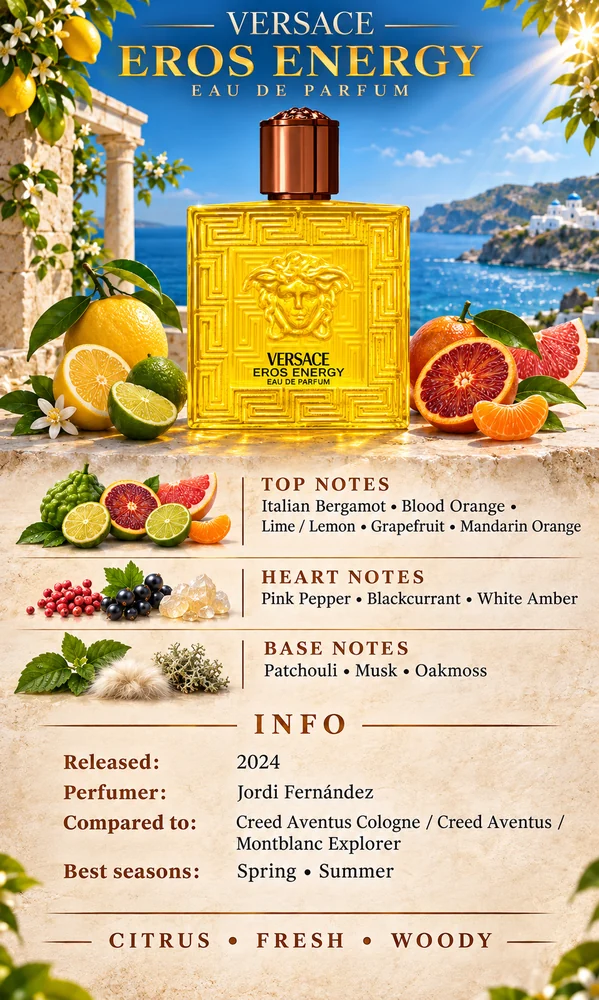 VERSACE
EROS ENERGY
EAU DE PARFUM
VERSACE
EROS ENERGY
EAU DE PARFUM
TOP NOTES
Italian Bergamot • Blood Orange •
Lime / Lemon • Grapefruit • Mandarin Orange
HEART NOTES
Pink Pepper • Blackcurrant • White Amber
BASE NOTES
Patchouli • Musk • Oakmoss
INFO
Released: 2024
Perfumer: Jordi Fernández
Compared to: Creed Aventus Cologne / Creed Aventus /
Montblanc Explorer
Best seasons: Spring • Summer
CITRUS • FRESH • WOODY